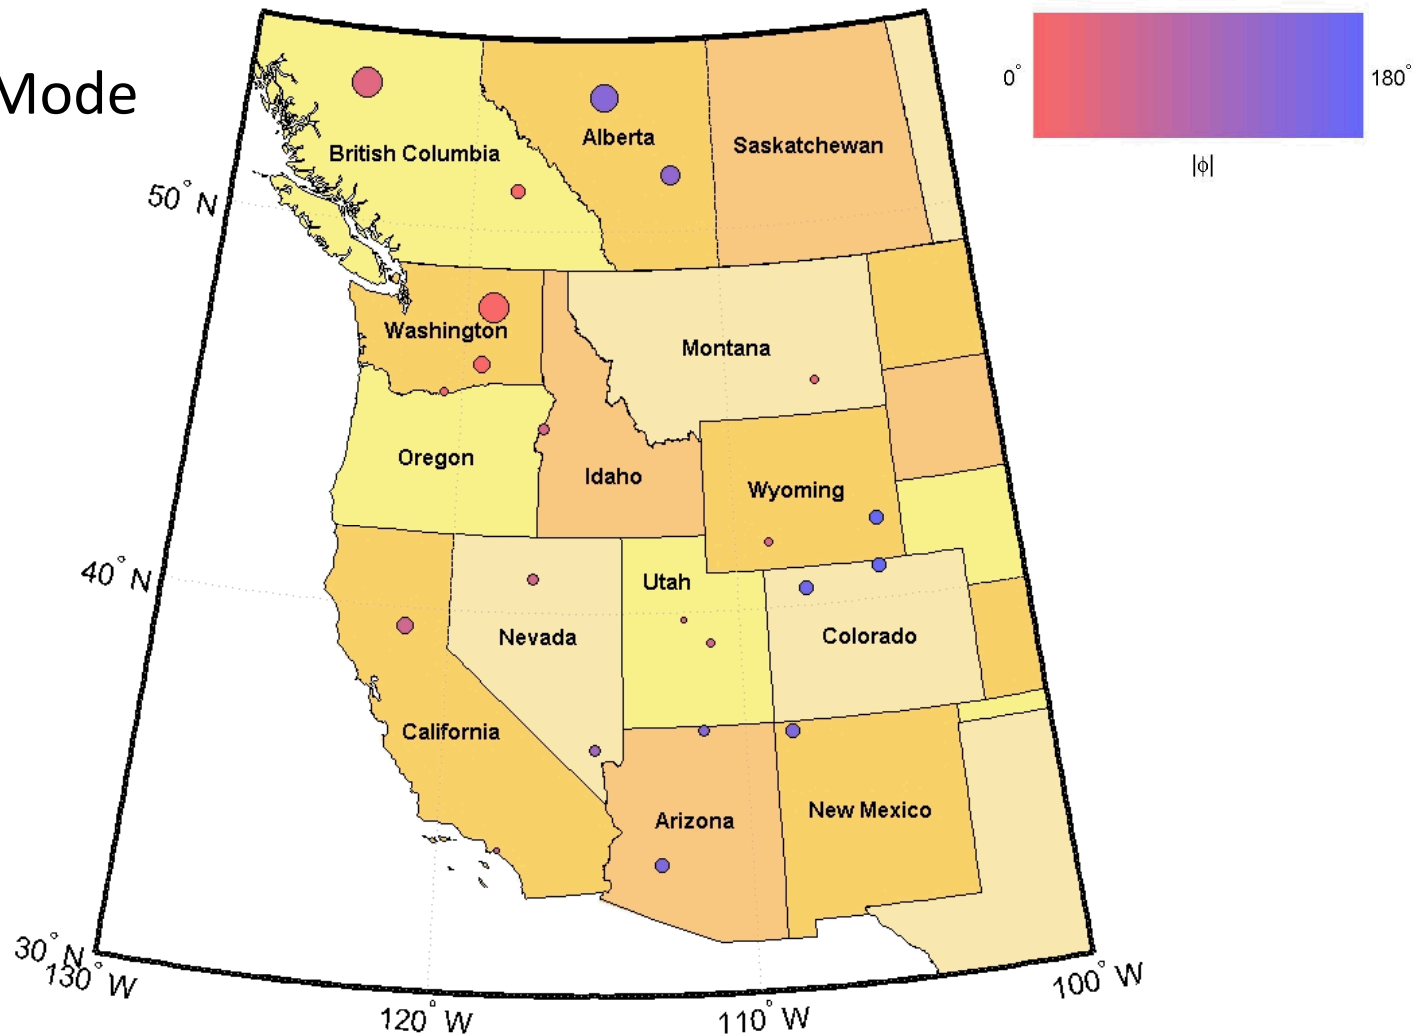 Mode
0°
180°
|ϕ|
British Columbia
Alberta
Saskatchewan
50° N
Washington
Montana
Oregon
Idaho
Wyoming
40° N
Utah
Nevada
Colorado
California
Arizona
New Mexico
30° N
130° W
120° W
110° W
100° W